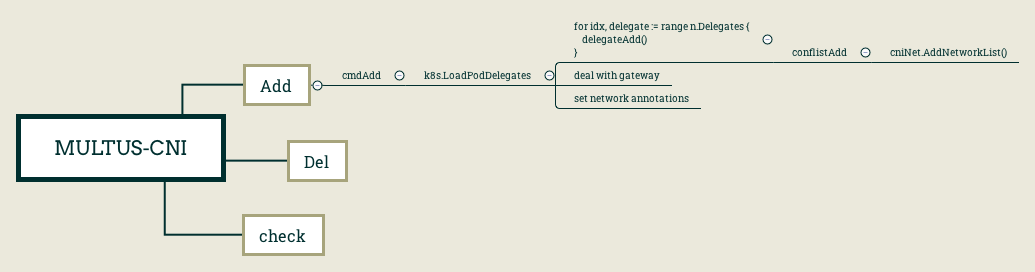 MULTUS-CNI
Add
cmdAdd
k8s.LoadPodDelegates
for idx, delegate := range n.Delegates {
delegateAdd()
}
conflistAdd
cniNet.AddNetworkList()
deal with gateway
set network annotations
Del
check